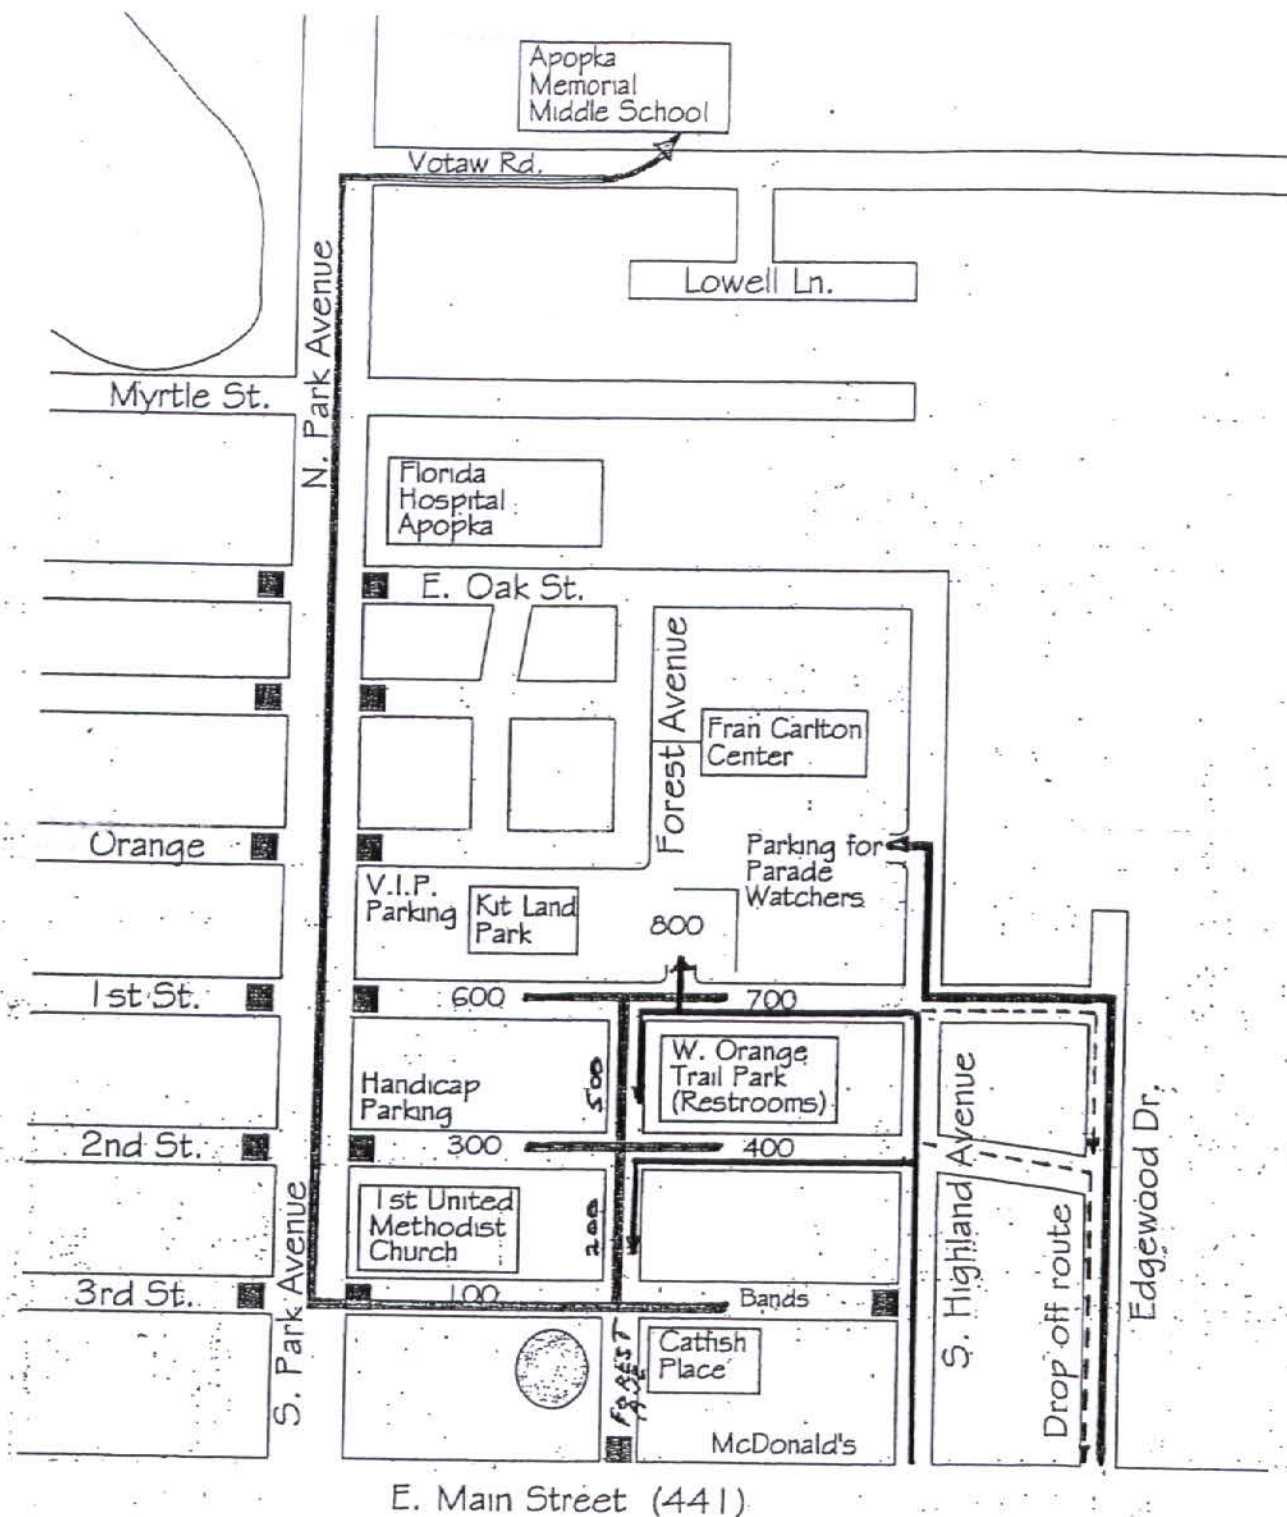 Apopka
Memorial
Middle School
Votaw Rd.
Lowell Ln.
N. Park Avenue
Myrtle St.
Florida
Hospital
Apopka
E. Oak St.
Forest Avenue
Fran Carlton
Center
Orange
Parking for
Parade
Watchers
V.I.P.
Parking
Kit Land
Park
800
1st St.
600
700
W. Orange
Trail Park
(Restrooms)
Handicap
Parking
500
2nd St.
300
400
S. Highland Avenue
Edgewood Dr.
1st United
Methodist
Church
200
S. Park Avenue
Drop off route
3rd St.
100
Bands
FOREST
AVE
Catfish
Place
McDonald's
E. Main Street (441)